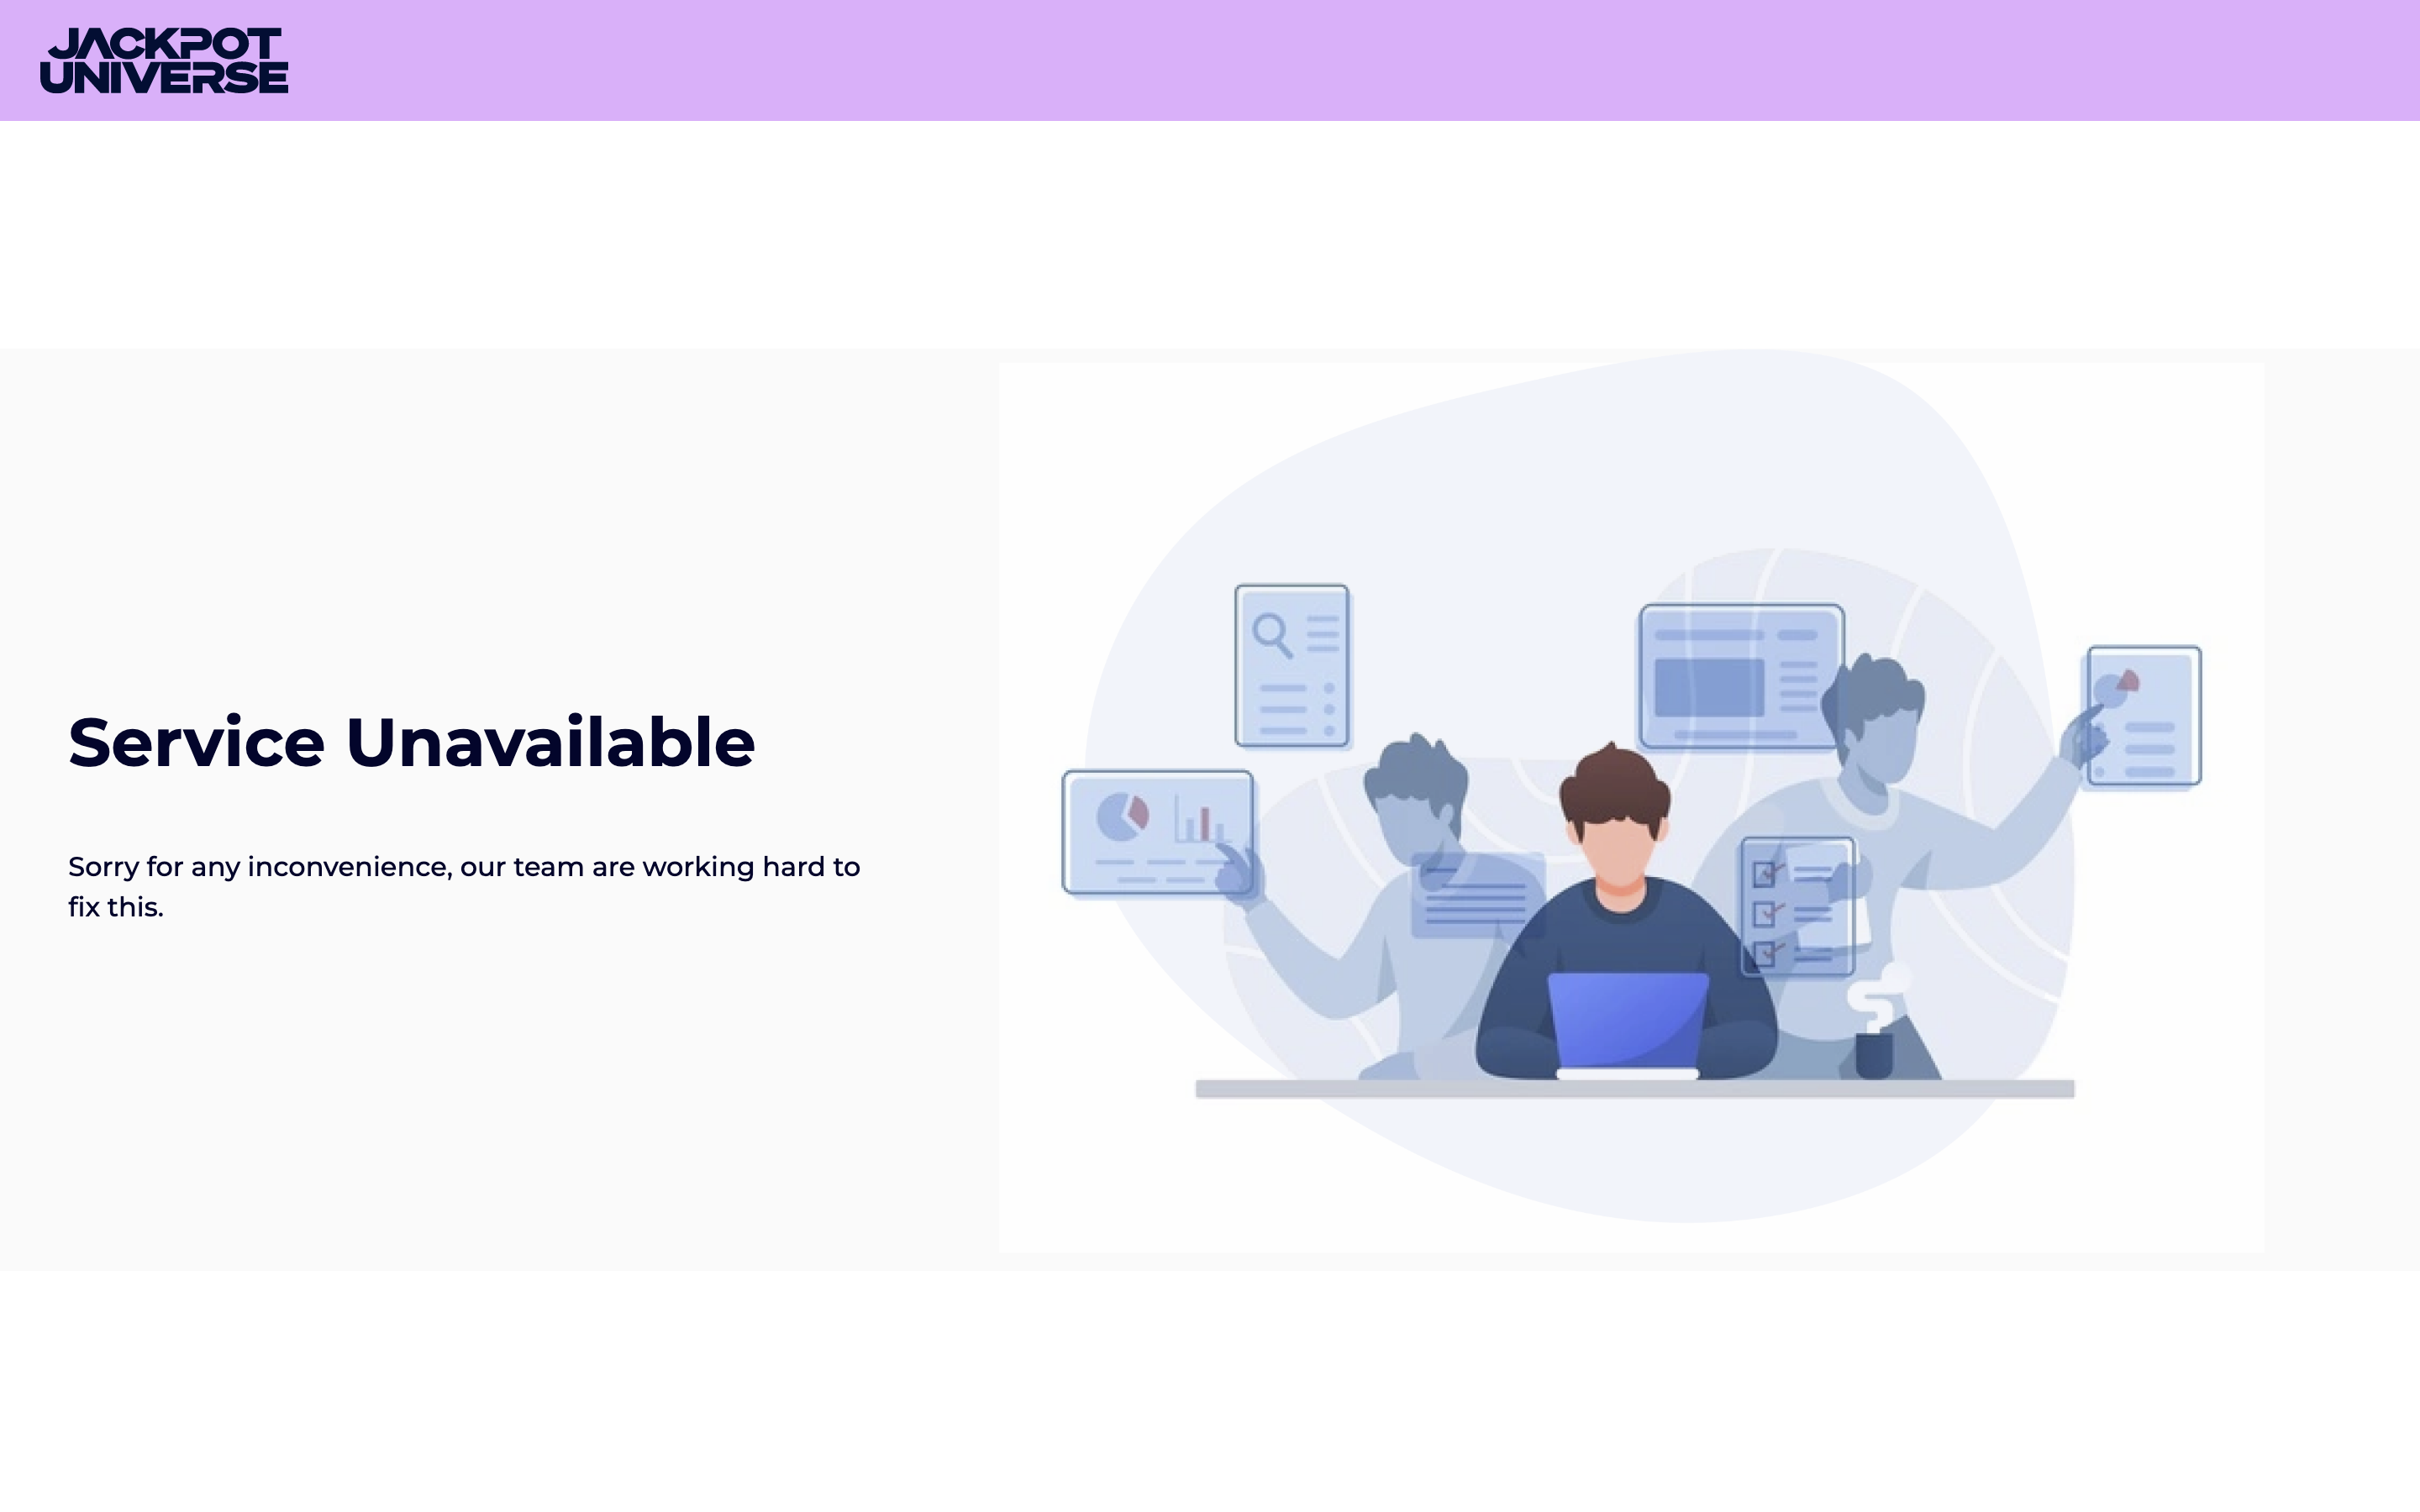 JACKPOT
UNIVERSE
Service Unavailable
Sorry for any inconvenience, our team are working hard to
fix this.